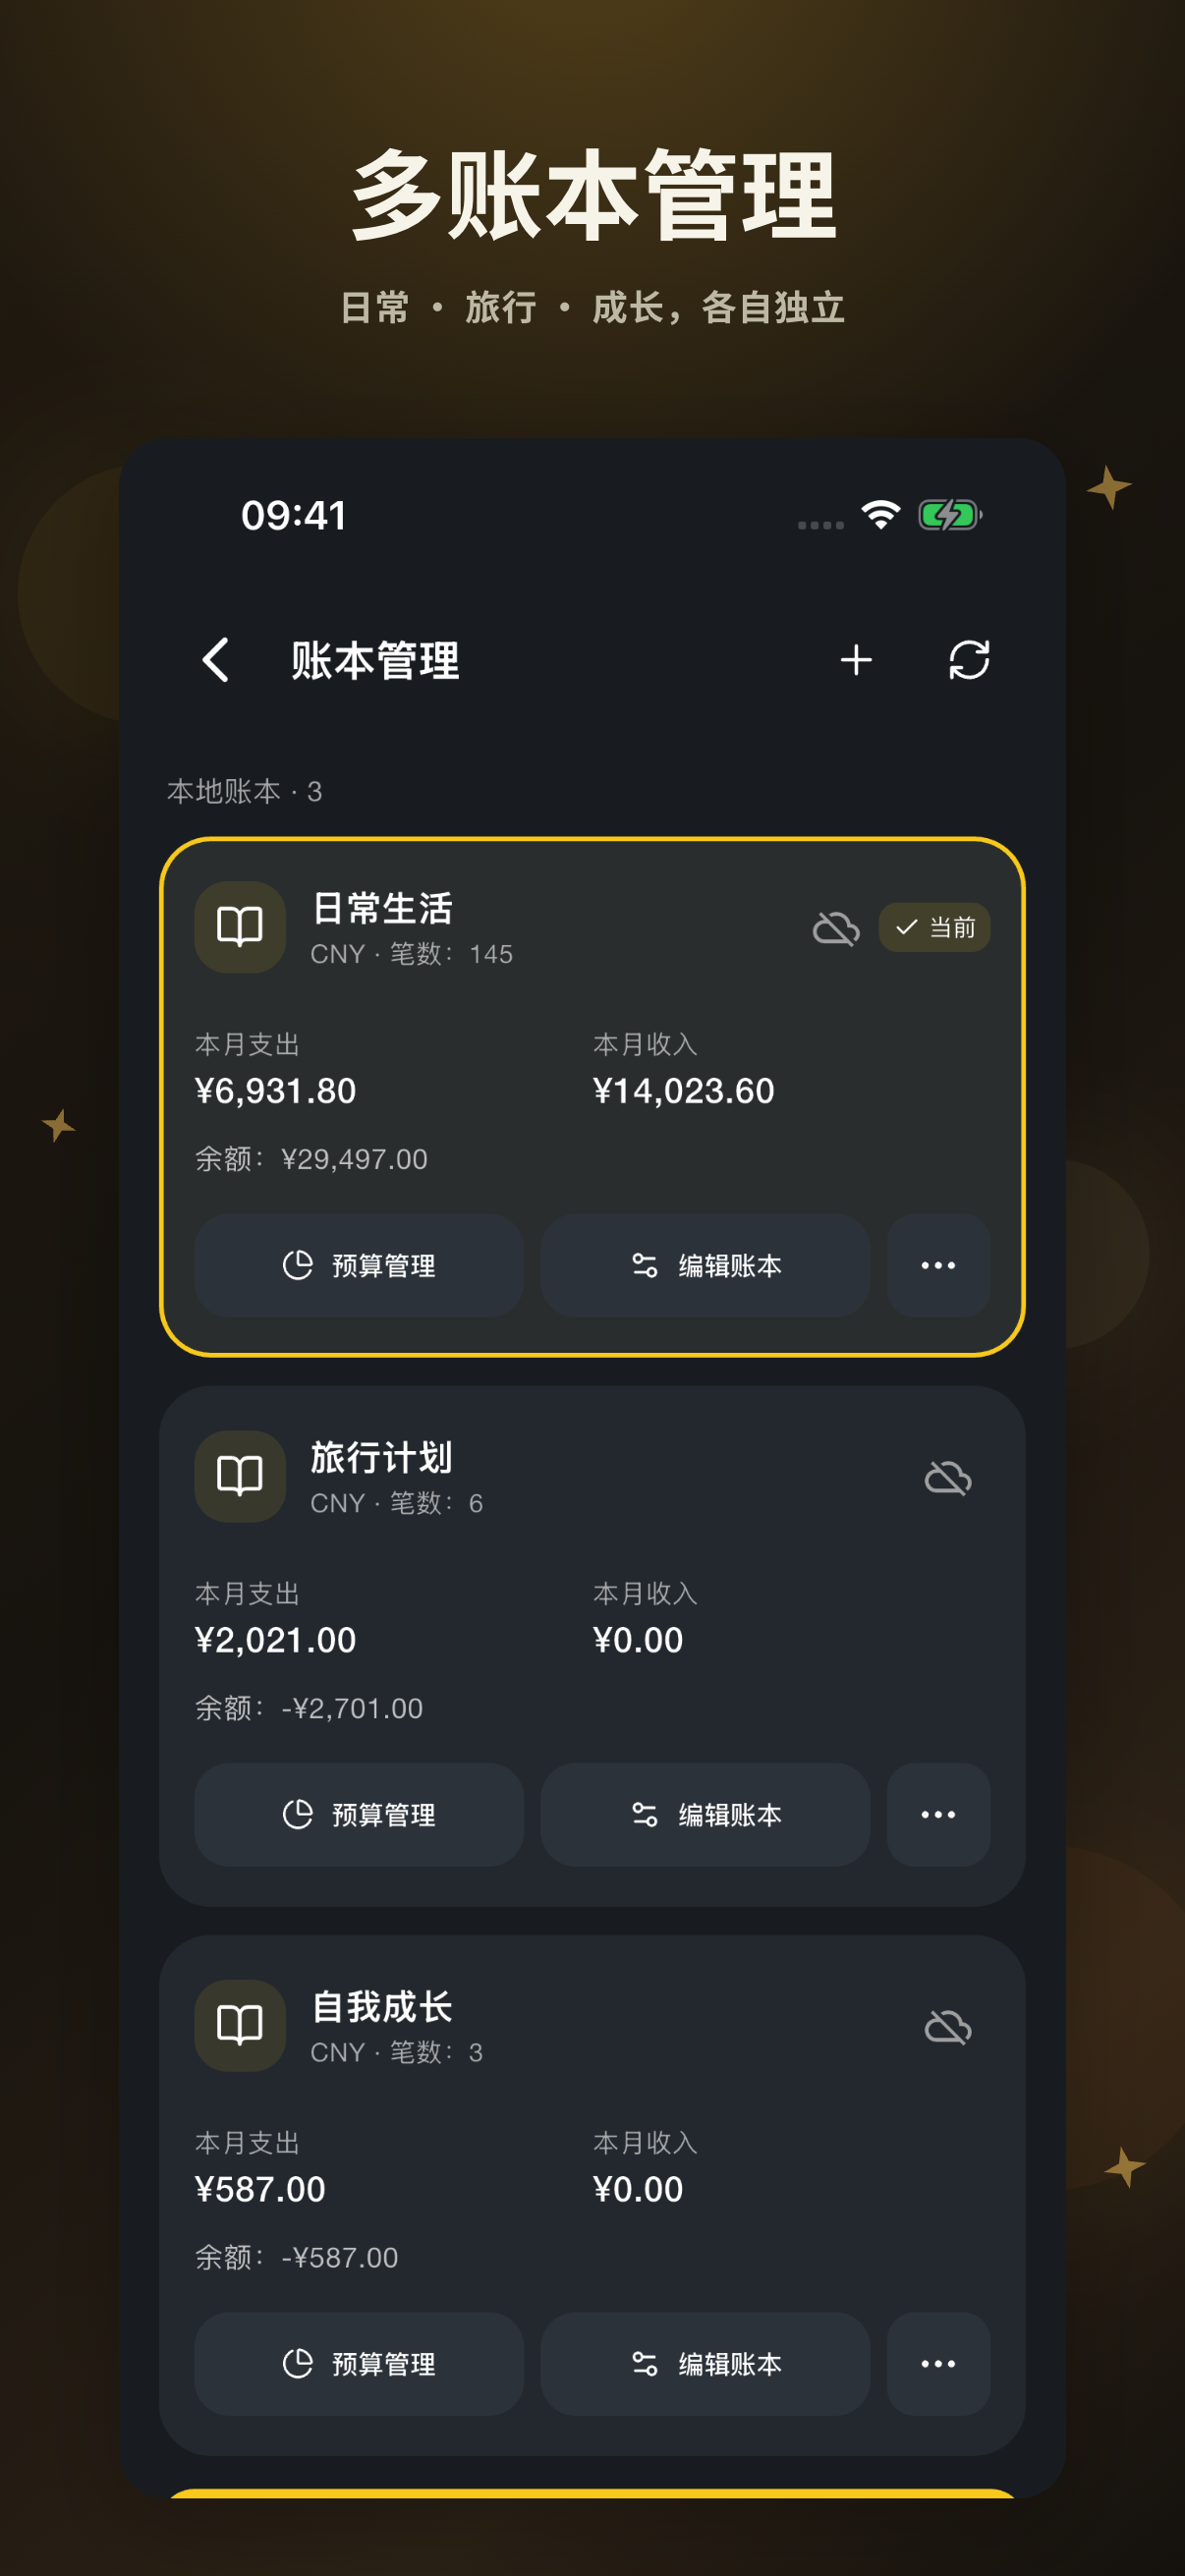 多账本管理
日常 • 旅行 • 成长，各自独立
09:41
账本管理
本地账本 · 3
日常生活
CNY · 笔数：145
当前
本月支出
本月收入
¥6,931.80
¥14,023.60
余额：¥29,497.00
预算管理
编辑账本
旅行计划
CNY · 笔数：6
本月支出
本月收入
¥2,021.00
¥0.00
余额：-¥2,701.00
预算管理
编辑账本
自我成长
CNY · 笔数：3
本月支出
本月收入
¥587.00
¥0.00
余额：-¥587.00
预算管理
编辑账本